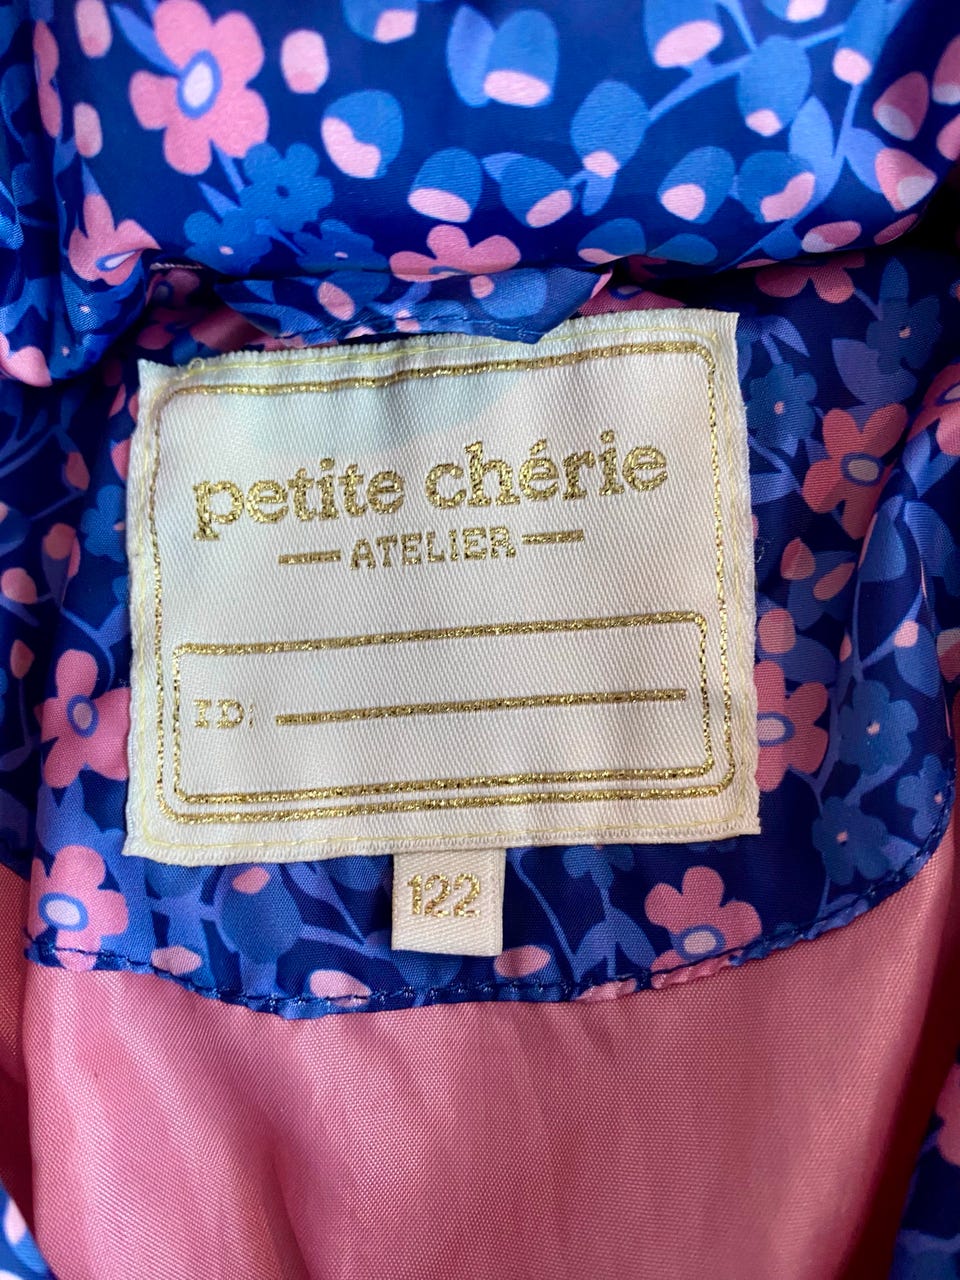 petite chérie
ATELIER
ID:
122